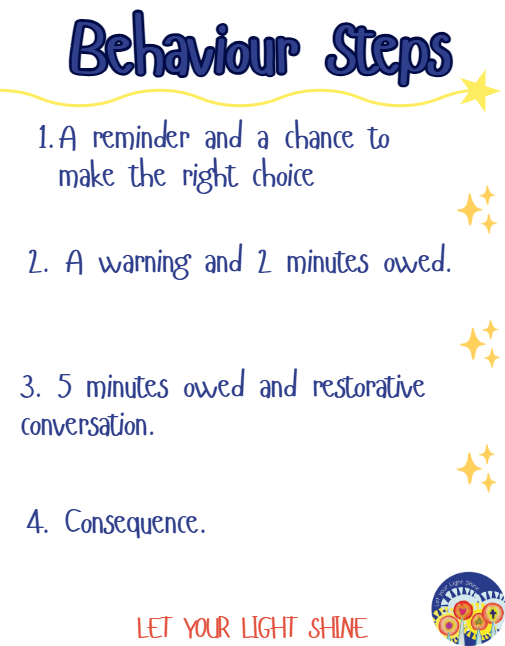 Behaviour Steps
1. A reminder and a chance to
make the right choice
2. A warning and 2 minutes owed.
3. 5 minutes owed and restorative
conversation.
4. Consequence.
LET YOUR LIGHT SHINE
Let Your Light Shine